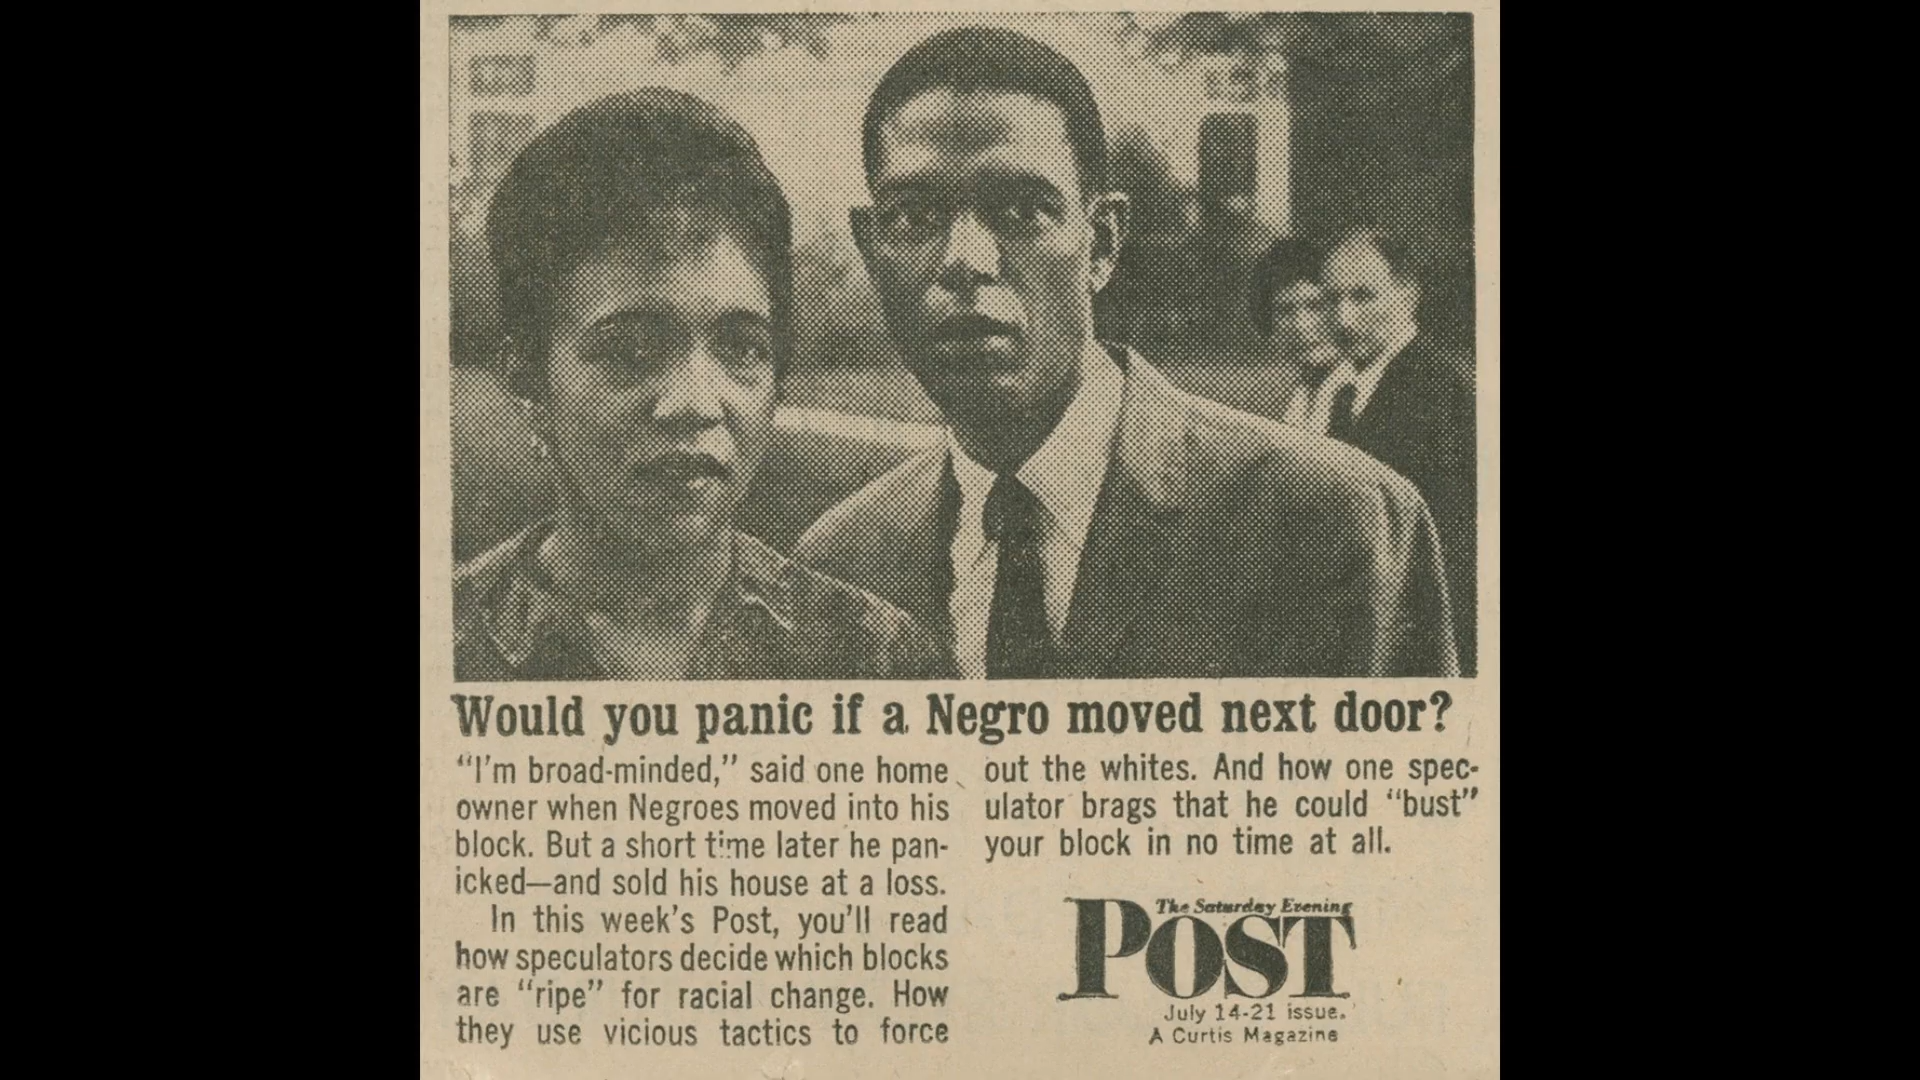 Would you panic if a Negro moved next door?
“I’m broad-minded,” said one home
owner when Negroes moved into his
block. But a short time later he pan-
icked—and sold his house at a loss.
In this week’s Post, you’ll read
how speculators decide which blocks
are “ripe” for racial change. How
they use vicious tactics to force
out the whites. And how one spec-
ulator brags that he could “bust”
your block in no time at all.
The Saturday Evening
POST
July 14-21 issue.
A Curtis Magazine